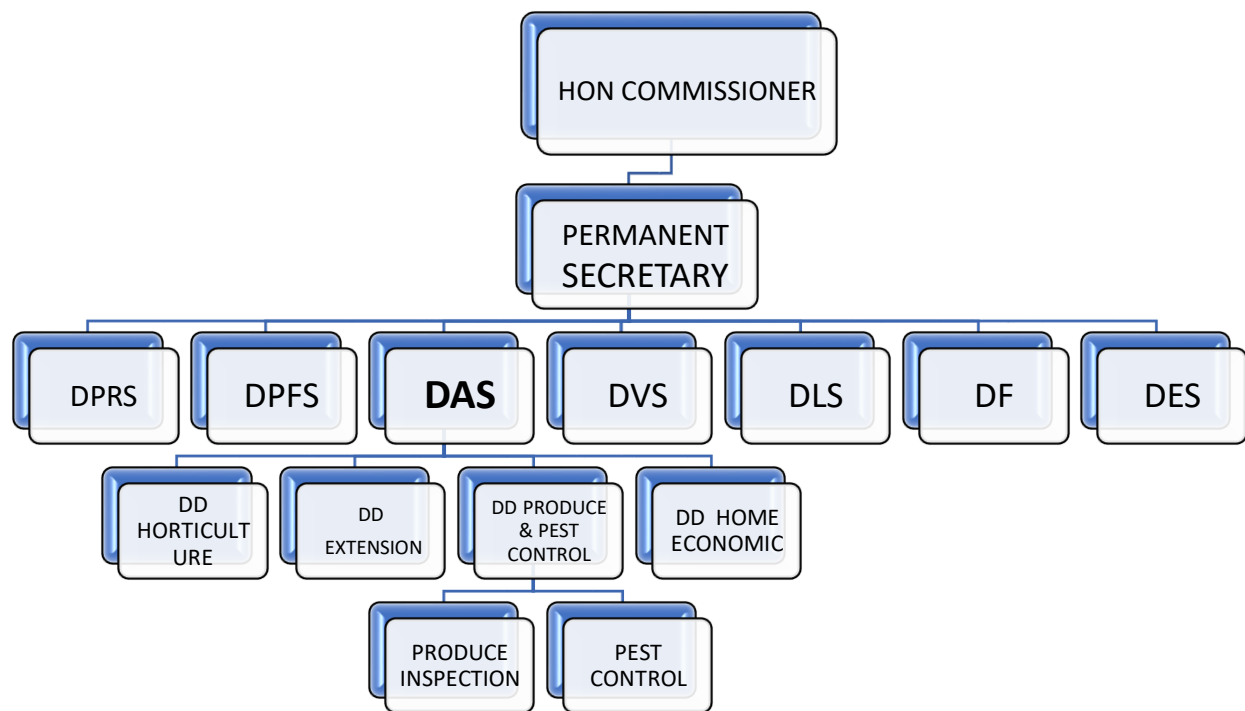 HON COMMISSIONER
PERMANENT
SECRETARY
DPRS
DPFS
DAS
DVS
DLS
DF
DES
DD
HORTICULT
URE
DD
EXTENSION
DD PRODUCE
& PEST
CONTROL
DD HOME
ECONOMIC
PRODUCE
INSPECTION
PEST
CONTROL